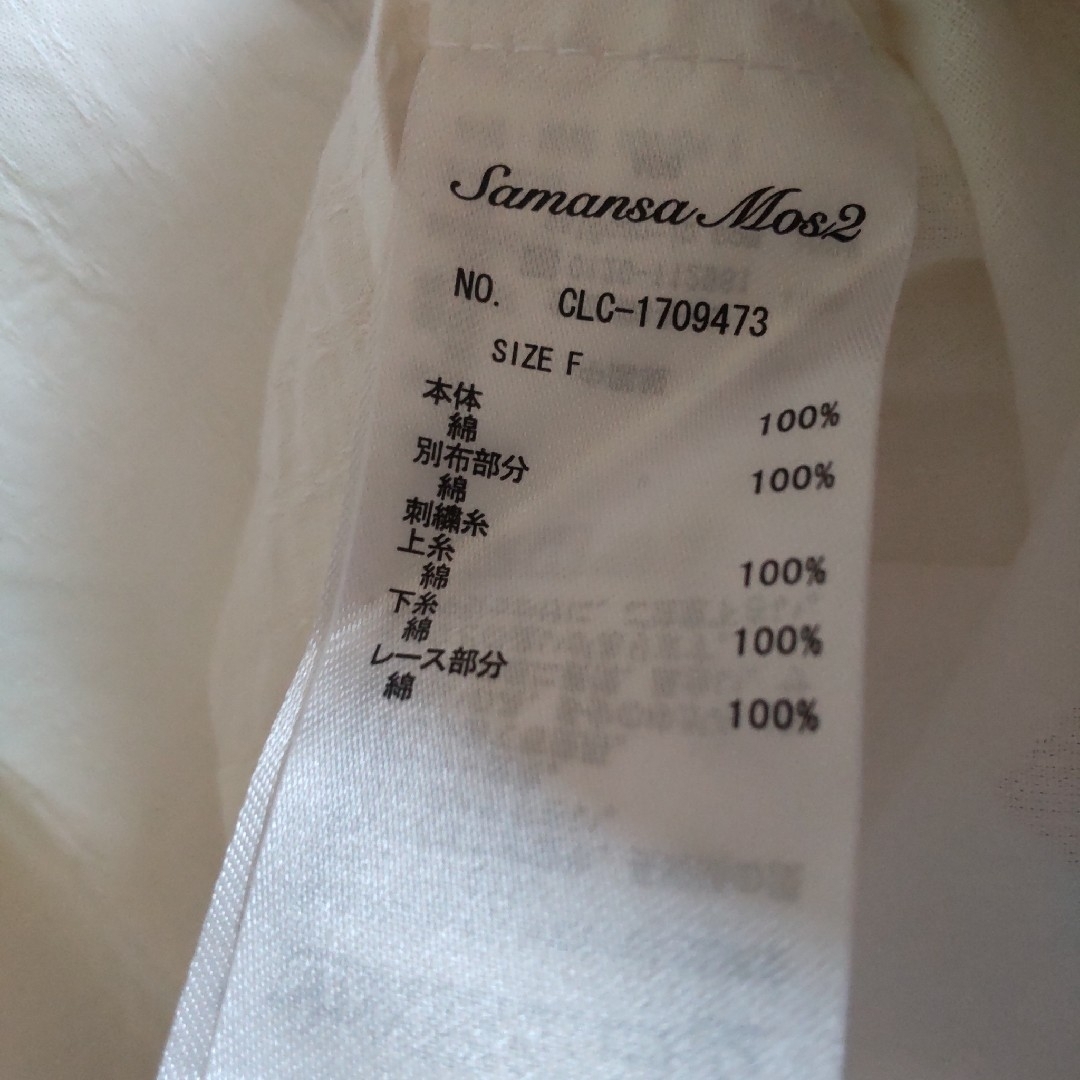 Samansa Mos2
NO. CLC-1709473
SIZE F
本体
綿 100%
別布部分
綿 100%
刺繍糸
上糸
綿 100%
下糸
綿 100%
レース部分
綿 100%